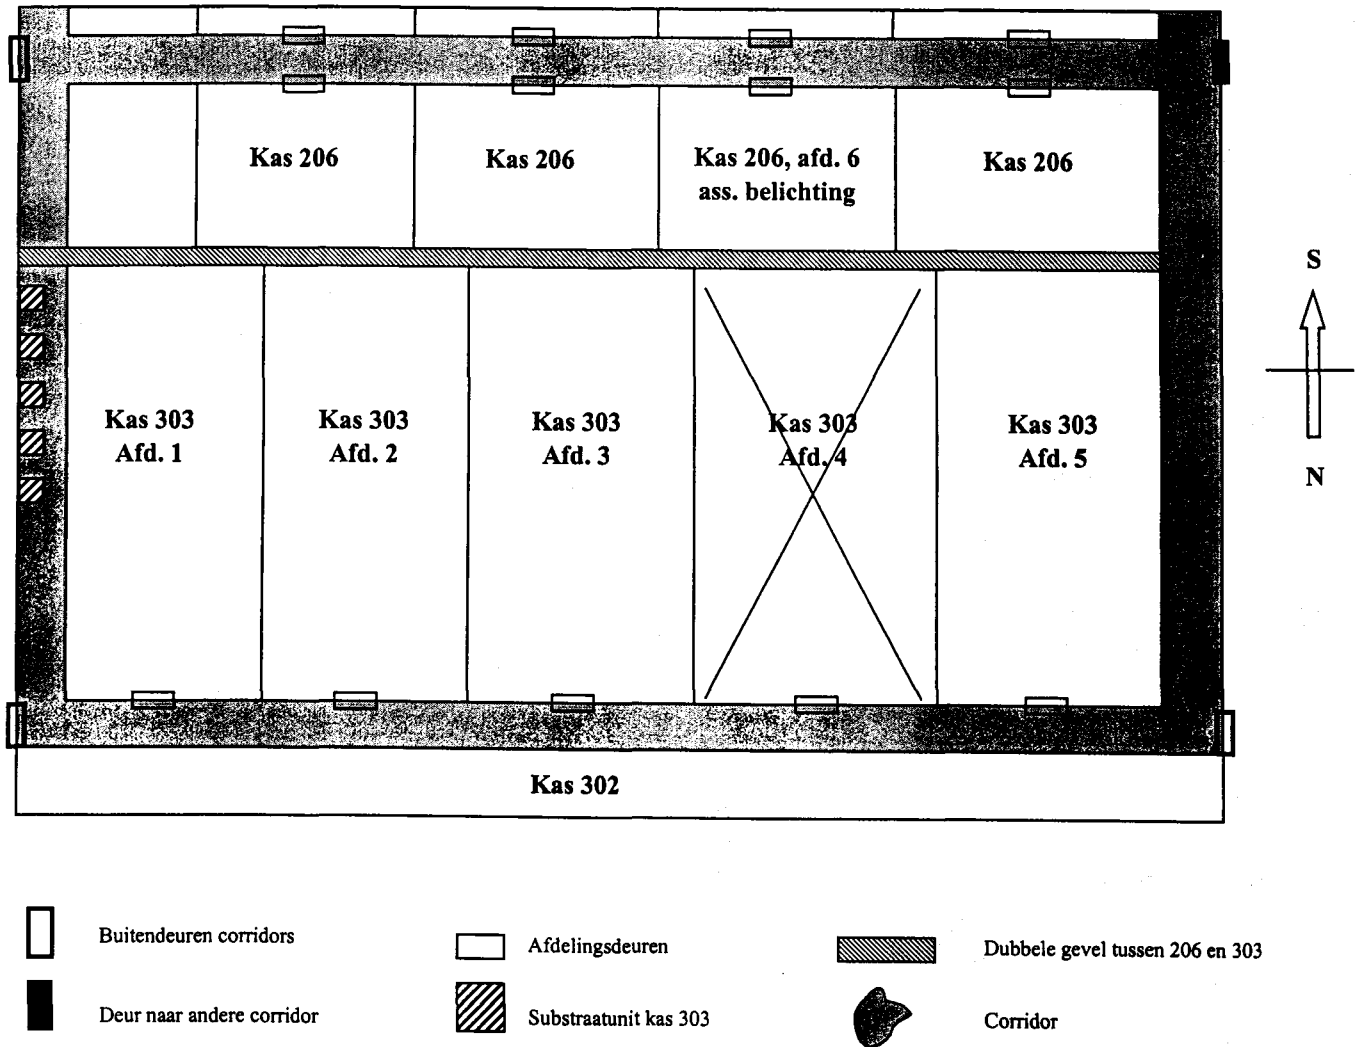 Kas 206
Kas 206
Kas 206, afd. 6
ass. belichting
Kas 206
S
N
Kas 303
Afd. 1
Kas 303
Afd. 2
Kas 303
Afd. 3
Kas 303
Afd. 4
Kas 303
Afd. 5
Kas 302
Buitendeuren corridors
Afdelingsdeuren
Dubbele gevel tussen 206 en 303
Deur naar andere corridor
Substraatunit kas 303
Corridor